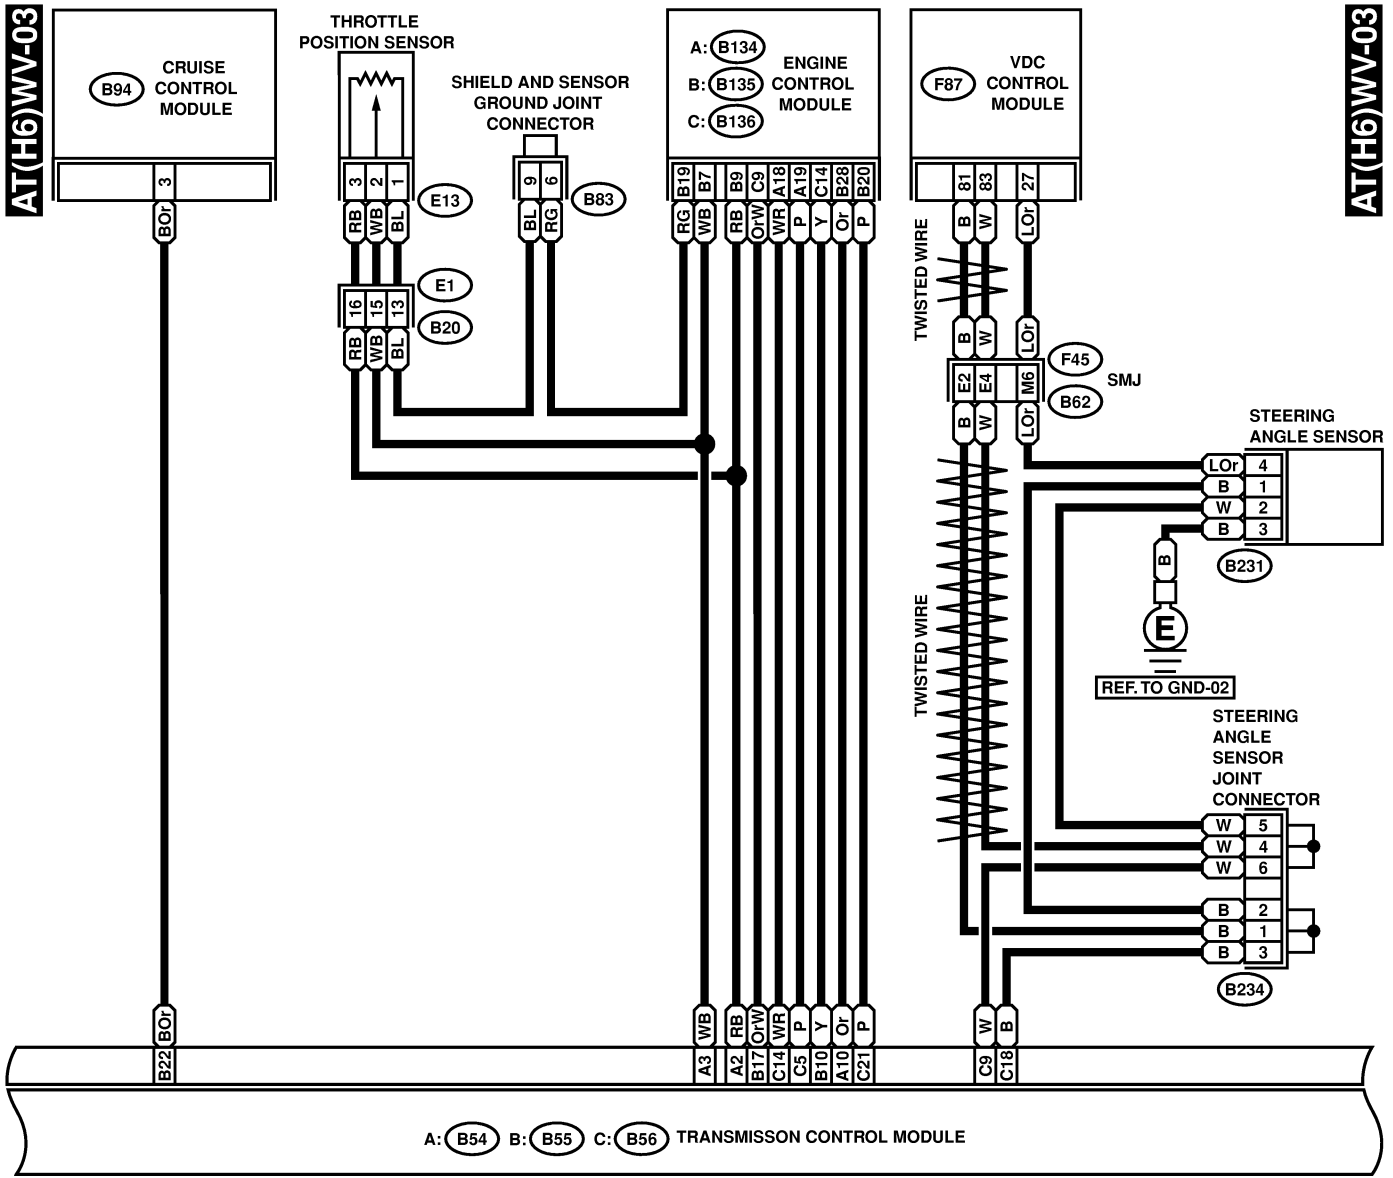 AT(H6)WV-03
AT(H6)WV-03
B94
CRUISE
CONTROL
MODULE
3
BOr
THROTTLE
POSITION SENSOR
3 2 1
E13
RB WB BL
E1
16 15 13
B20
RB WB BL
SHIELD AND SENSOR
GROUND JOINT
CONNECTOR
9 6
B83
BL RG
A: B134
B: B135
C: B136
ENGINE
CONTROL
MODULE
B19 B7 B9 C9 A18 A19 C14 B28 B20
RG WB RB OrW WR P Y Or P
F87
VDC
CONTROL
MODULE
81 83 27
B W LOr
TWISTED WIRE
B W LOr
F45
E2 E4 M6
SMJ
B62
B W LOr
TWISTED WIRE
STEERING
ANGLE SENSOR
LOr 4
B 1
W 2
B 3
B231
B
E
REF. TO GND-02
STEERING
ANGLE
SENSOR
JOINT
CONNECTOR
W 5
W 4
W 6
B 2
B 1
B 3
B234
BOr WB RB OrW WR P Y Or P W B
B22 A3 A2 B17 C14 C5 B10 A10 C21 C9 C18
A: B54 B: B55 C: B56 TRANSMISSON CONTROL MODULE